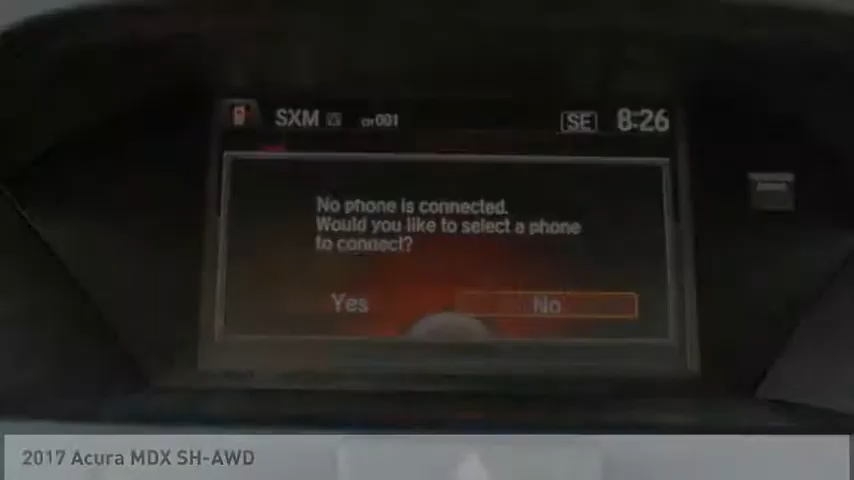 SXM CH001 SE 8:26
No phone is connected.
Would you like to select a phone
to connect?
Yes No
2017 Acura MDX SH-AWD